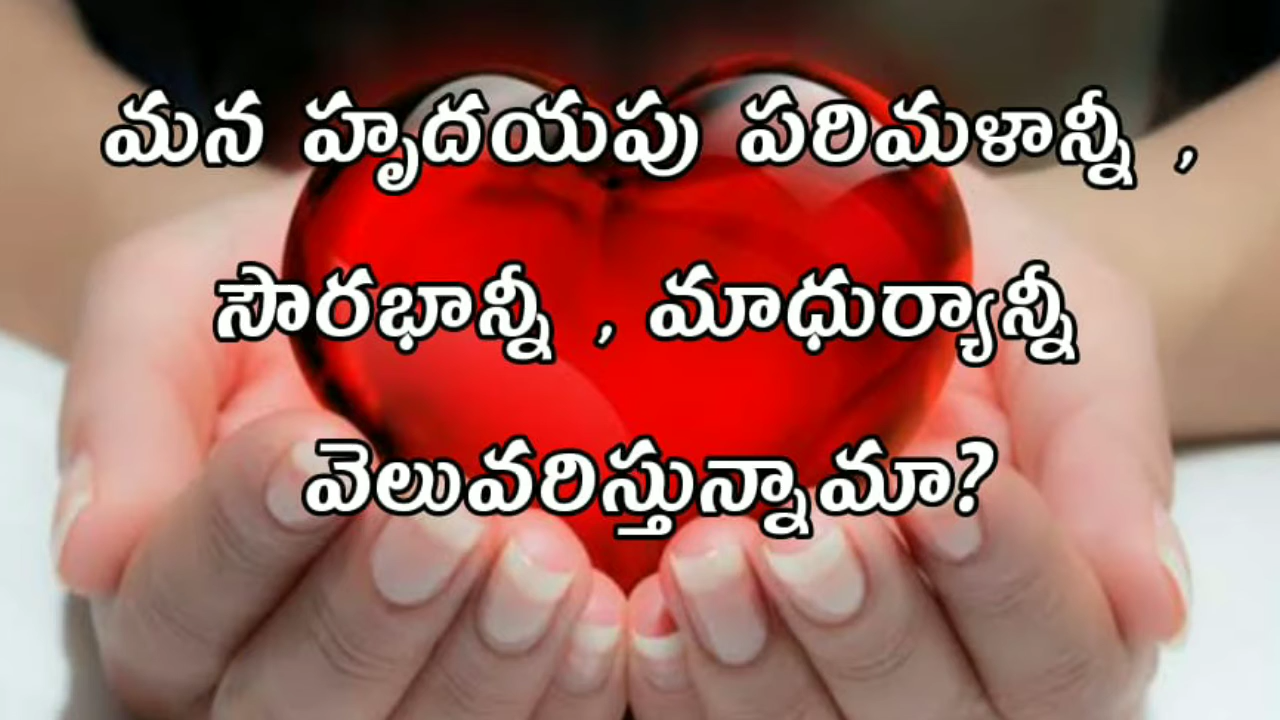 మన హృదయపు పరిమళాన్నీ ,
సౌరభాన్నీ , మాధుర్యాన్నీ
వెలువరిస్తున్నామా?